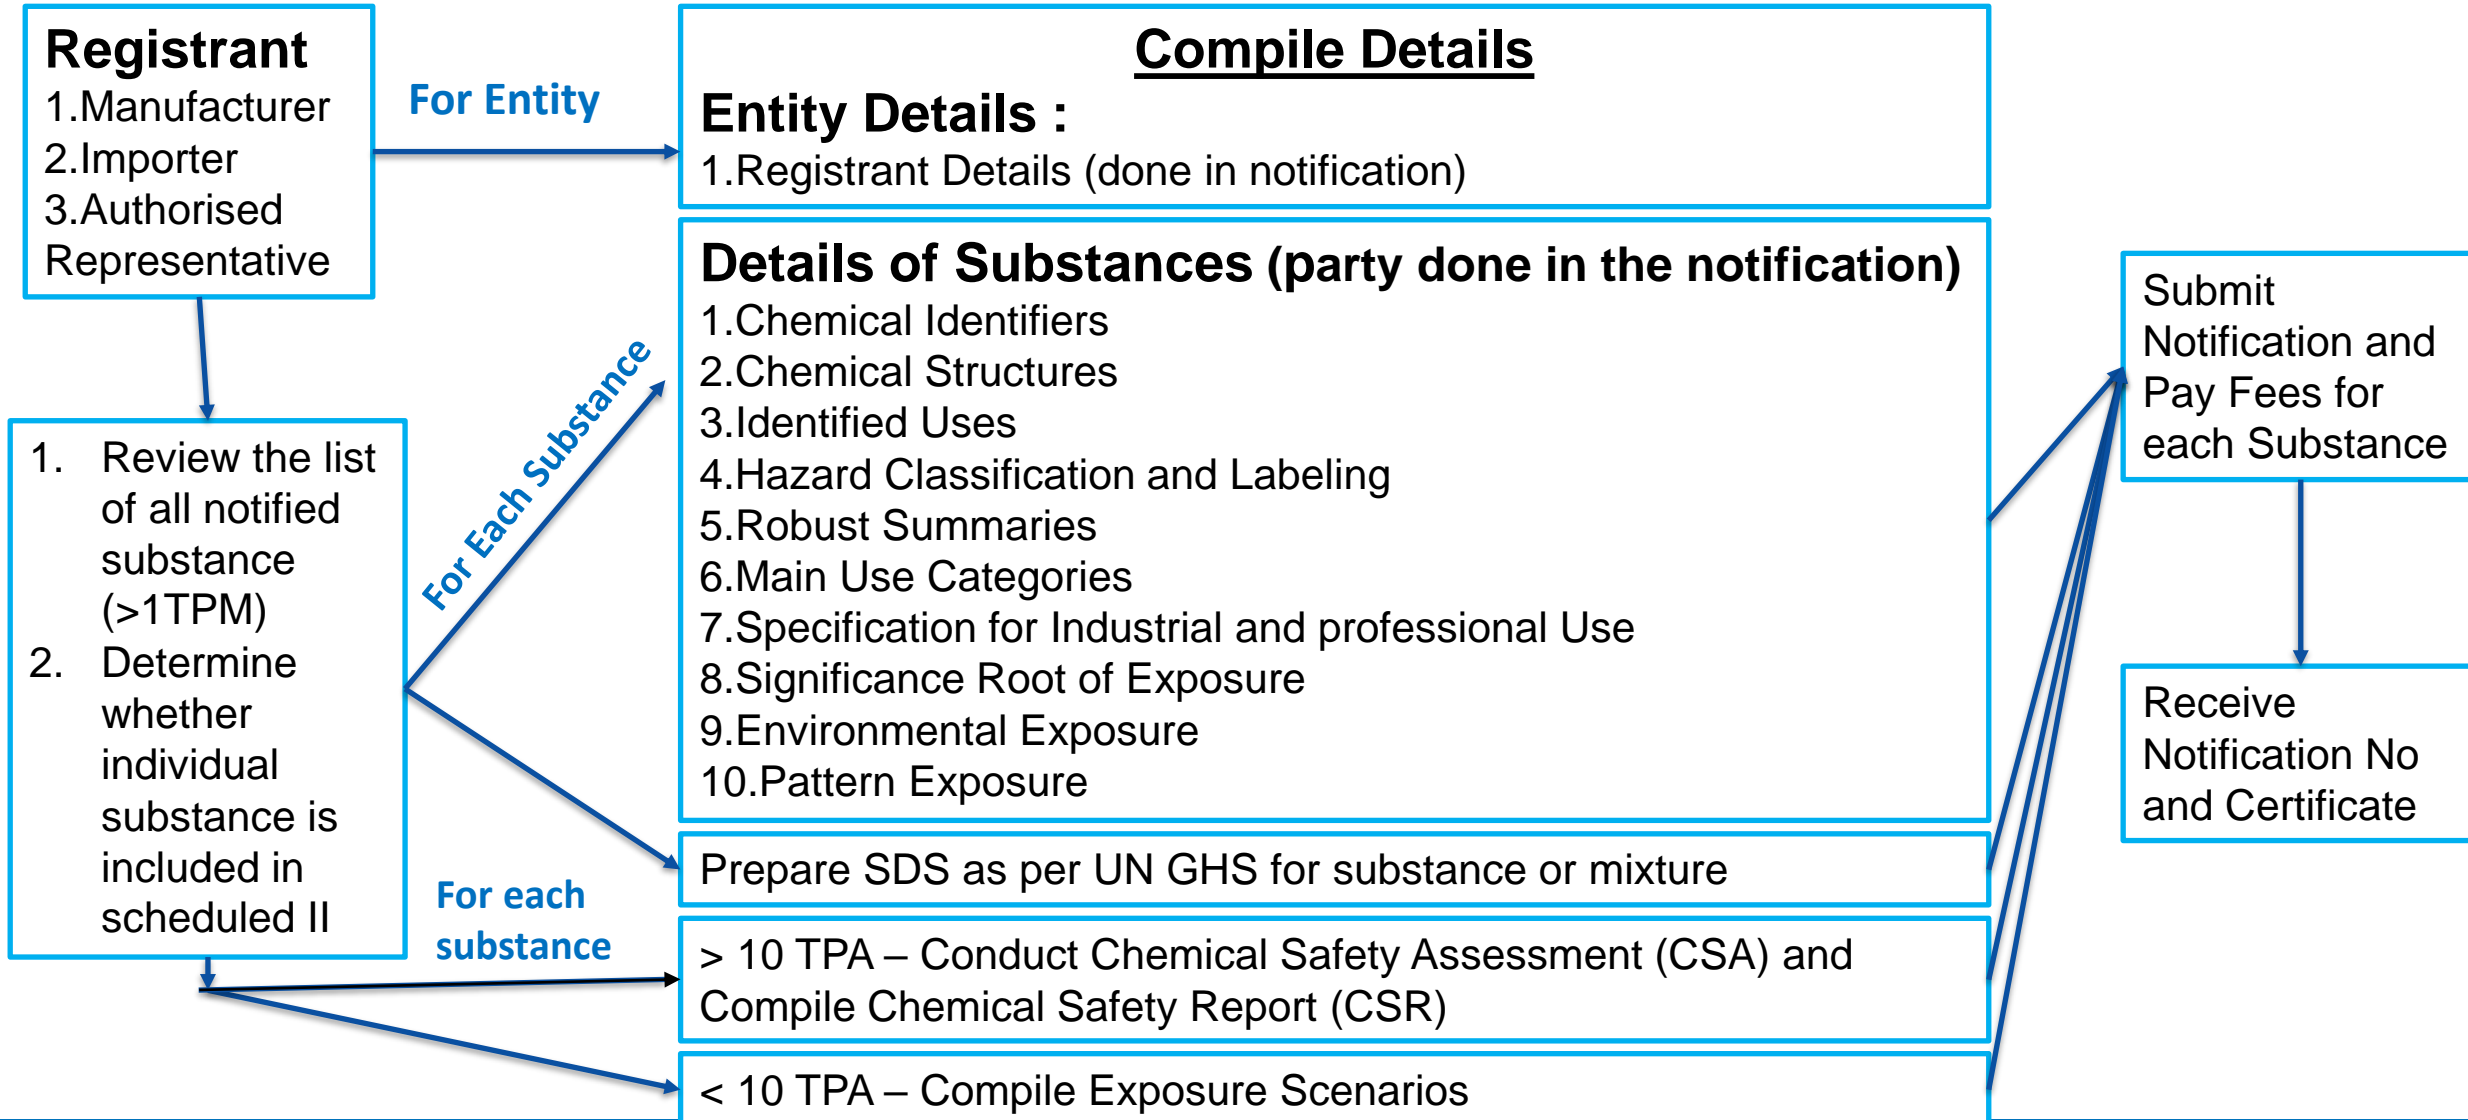 Registrant
1.Manufacturer
2.Importer
3.Authorised
Representative
For Entity
Compile Details
Entity Details :
1.Registrant Details (done in notification)
1. Review the list
of all notified
substance
(>1TPM)
2. Determine
whether
individual
substance is
included in
scheduled II
For Each Substance
Details of Substances (party done in the notification)
1.Chemical Identifiers
2.Chemical Structures
3.Identified Uses
4.Hazard Classification and Labeling
5.Robust Summaries
6.Main Use Categories
7.Specification for Industrial and professional Use
8.Significance Root of Exposure
9.Environmental Exposure
10.Pattern Exposure
Prepare SDS as per UN GHS for substance or mixture
For each
substance
> 10 TPA – Conduct Chemical Safety Assessment (CSA) and
Compile Chemical Safety Report (CSR)
< 10 TPA – Compile Exposure Scenarios
Submit
Notification and
Pay Fees for
each Substance
Receive
Notification No
and Certificate